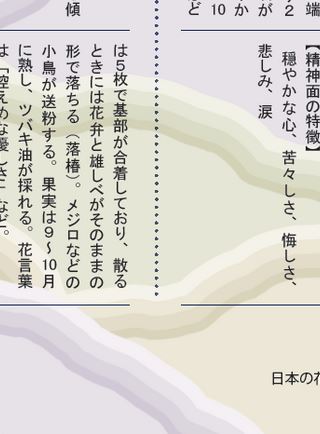 端
が2
か
ど10
【精神面の特徴】
穏やかな心、苦々しさ、悔しさ、
悲しみ、涙
傾
は５枚で基部が合着しており、散る
ときには花弁と雄しべがそのままの
形で落ちる（落椿）。メジロなどの
小鳥が送粉する。果実は９～10月
に熟し、ツバキ油が採れる。花言葉
は「控えめな優しさ」など。
日本の花